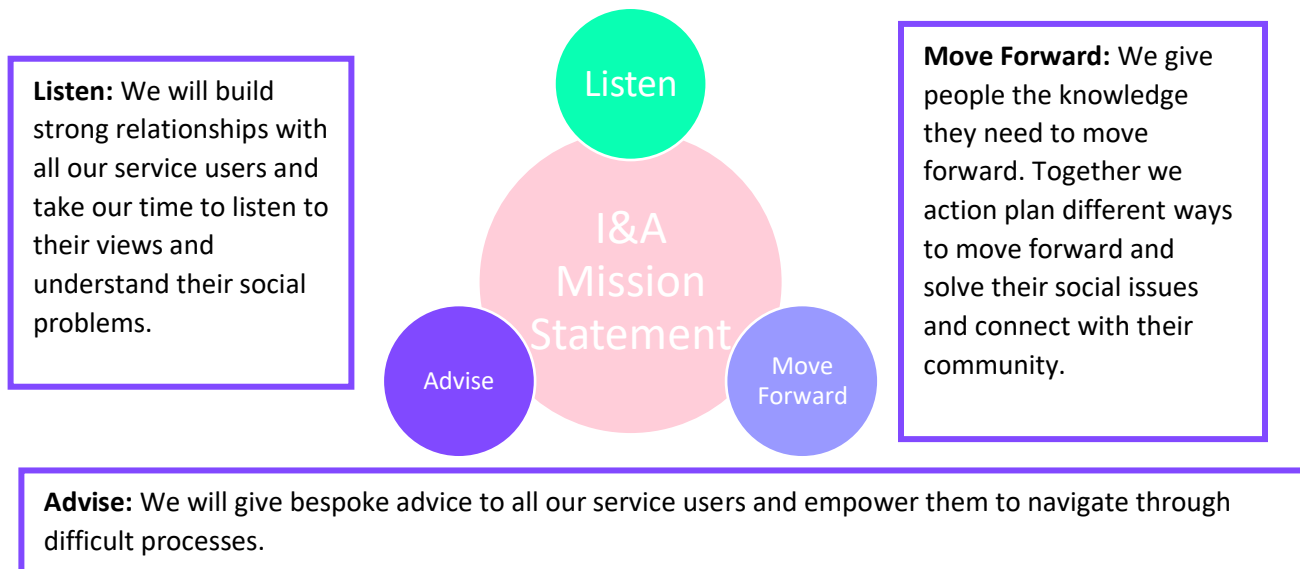 Listen: We will build
strong relationships with
all our service users and
take our time to listen to
their views and
understand their social
problems.
Listen
I&A
Mission
Statement
Advise
Move
Forward
Move Forward: We give
people the knowledge
they need to move
forward. Together we
action plan different ways
to move forward and
solve their social issues
and connect with their
community.
Advise: We will give bespoke advice to all our service users and empower them to navigate through
difficult processes.